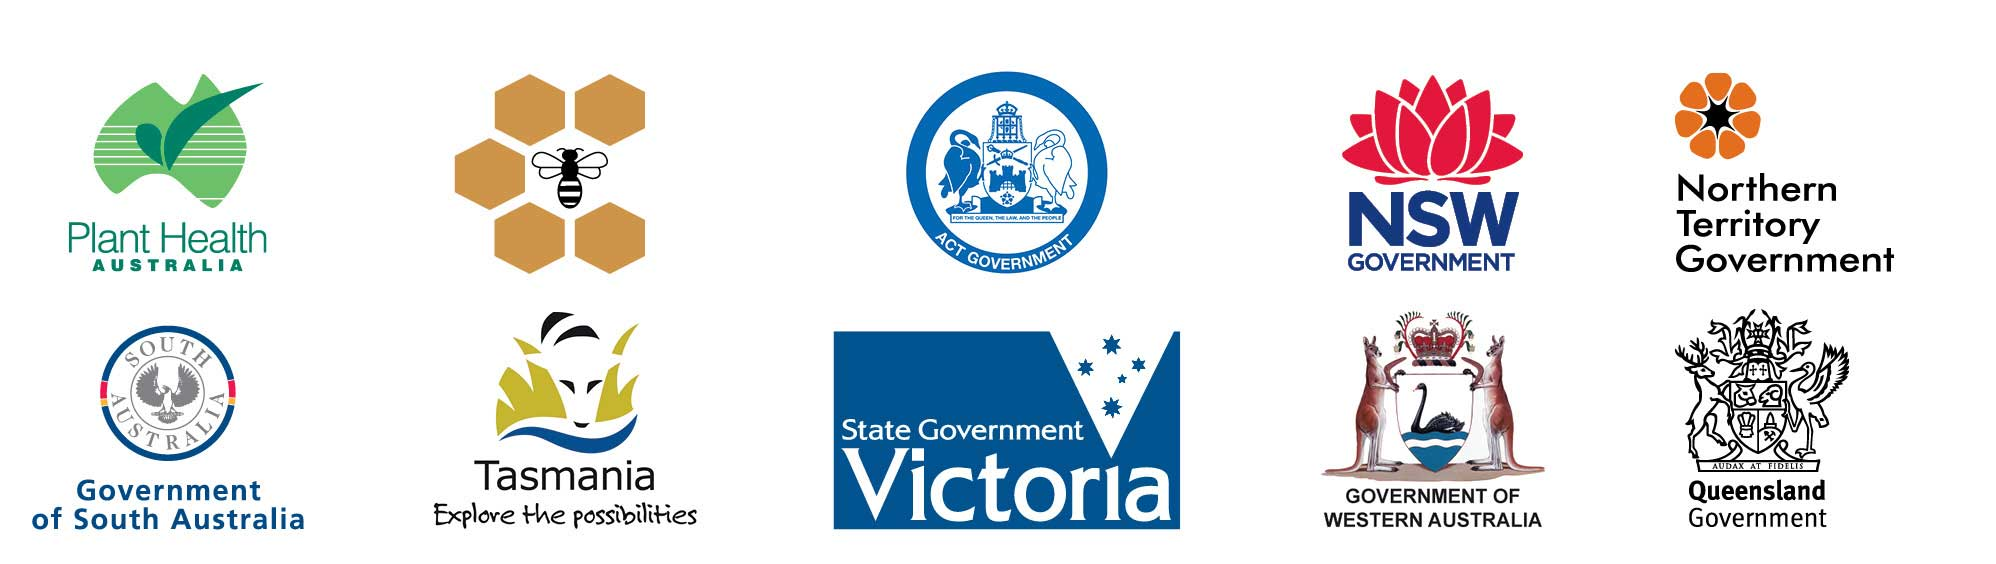 Plant Health
AUSTRALIA
FOR THE QUEEN, THE LAW, AND THE PEOPLE
ACT GOVERNMENT
NSW
GOVERNMENT
Northern
Territory
Government
SOUTH
AUSTRALIA
Government
of South Australia
Tasmania
Explore the possibilities
State Government
Victoria
GOVERNMENT OF
WESTERN AUSTRALIA
AUDAX AT FIDELIS
Queensland
Government